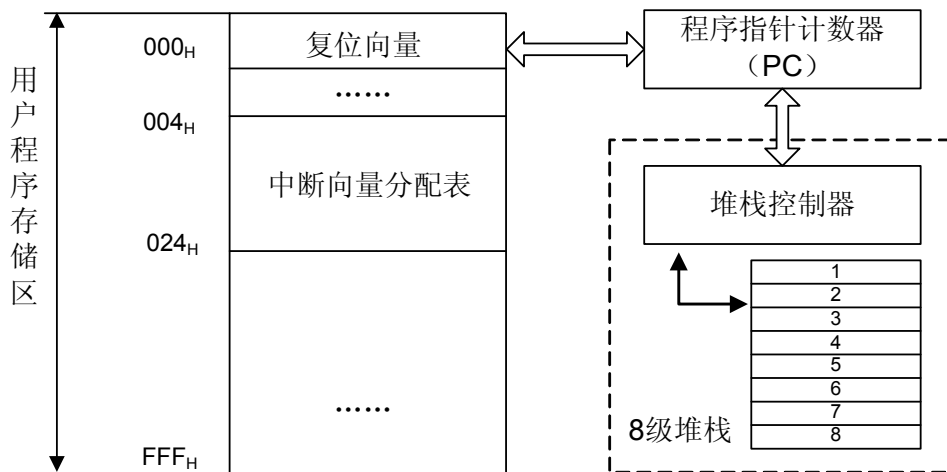 用户程序存储区
000H
复位向量
……
004H
中断向量分配表
024H
……
FFFH
程序指针计数器
（PC）
堆栈控制器
1
2
3
4
5
6
7
8
8级堆栈